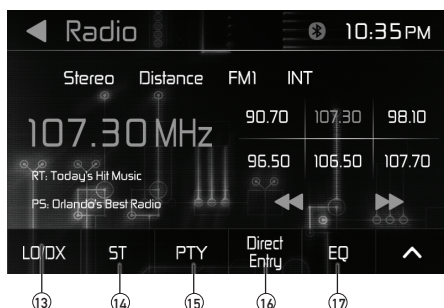 Radio 10:35PM
Stereo Distance FM1 INT
107.30 MHz
90.70 107.30 98.10
96.50 106.50 107.70
RT: Today's Hit Music
PS: Orlando's Best Radio
LO/DX ST PTY Direct Entry EQ
13 14 15 16 17